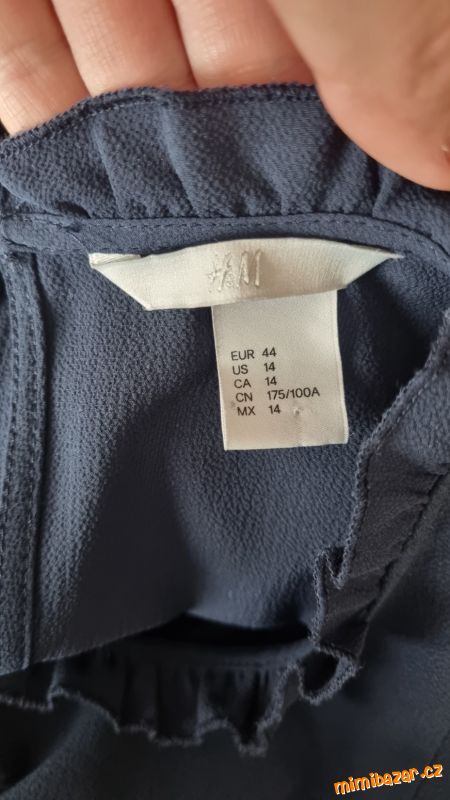 H&M
EUR 44
US 14
CA 14
CN 175/100A
MX 14
mimibazar.cz